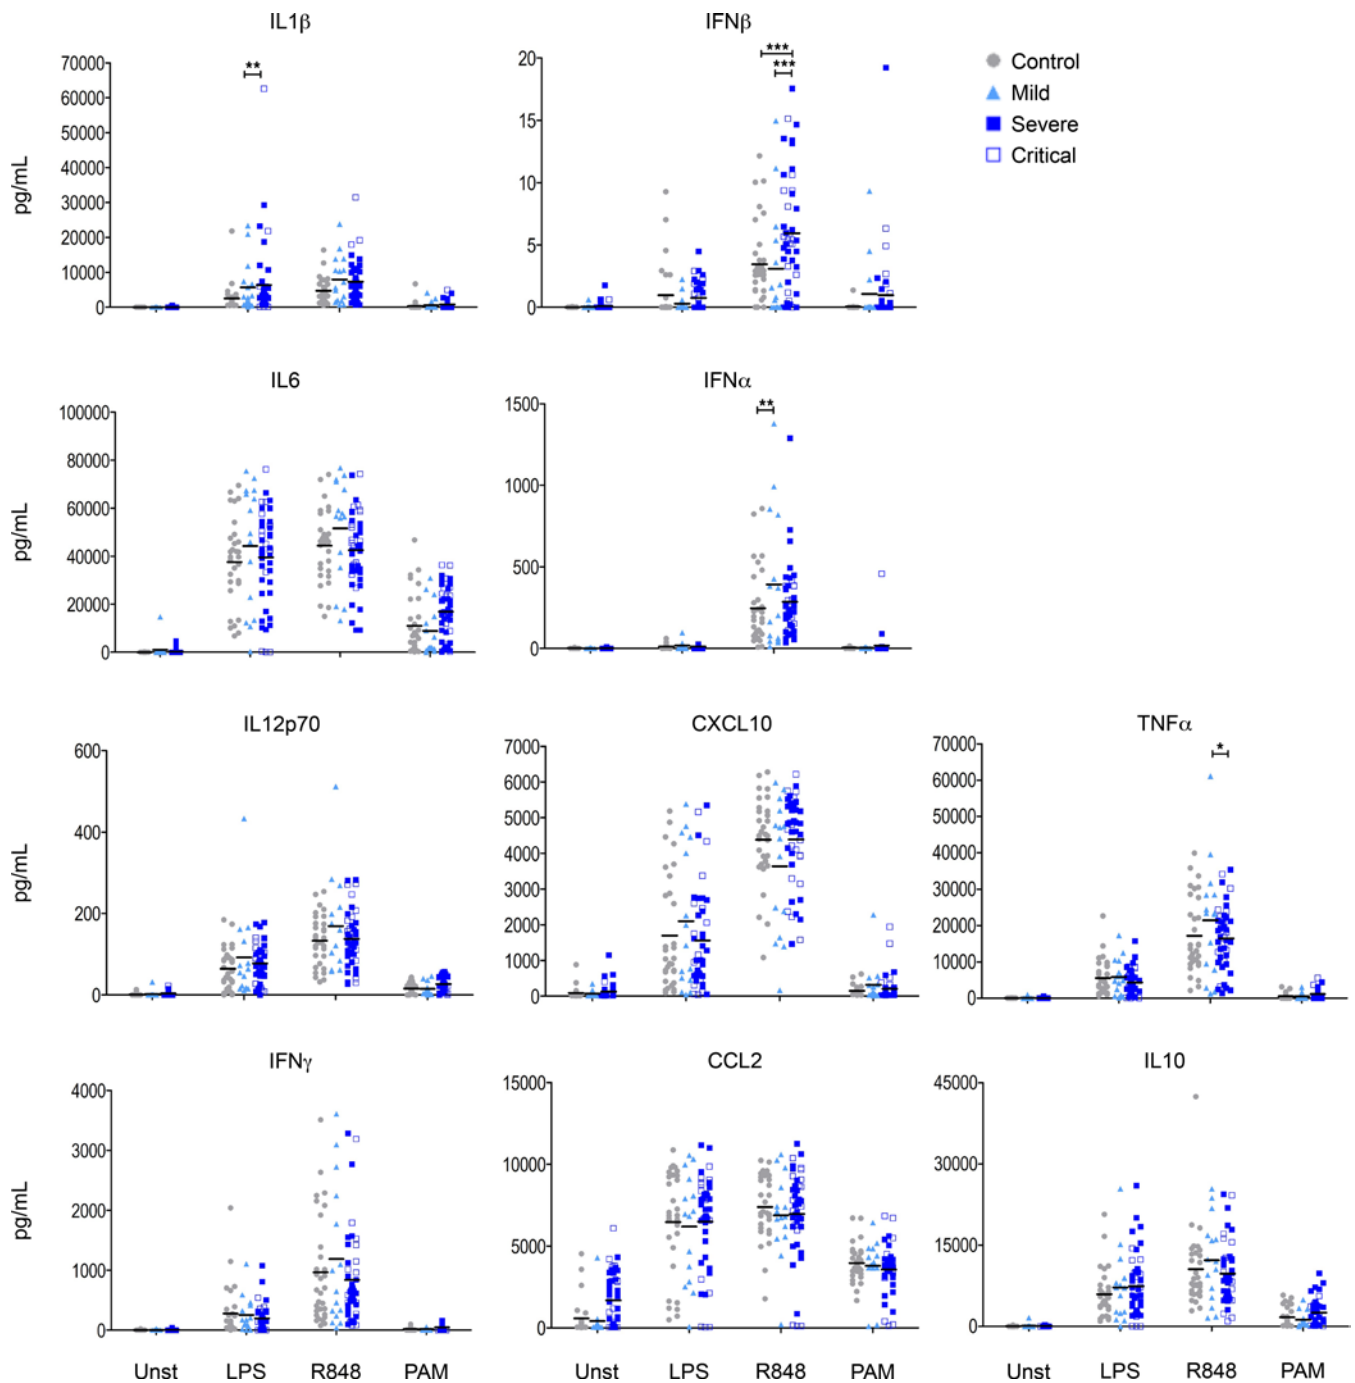 IL1β
pg/mL
70000
60000
50000
40000
30000
20000
10000
0
**
IFNβ
20
15
10
5
0
***
***
Control
Mild
Severe
Critical
IL6
pg/mL
100000
80000
60000
40000
20000
0
IFNα
1500
1000
500
0
**
IL12p70
pg/mL
600
400
200
0
CXCL10
7000
6000
5000
4000
3000
2000
1000
0
TNFα
70000
60000
50000
40000
30000
20000
10000
0
*
IFNγ
pg/mL
4000
3000
2000
1000
0
Unst LPS R848 PAM
CCL2
15000
10000
5000
0
Unst LPS R848 PAM
IL10
45000
30000
15000
0
Unst LPS R848 PAM